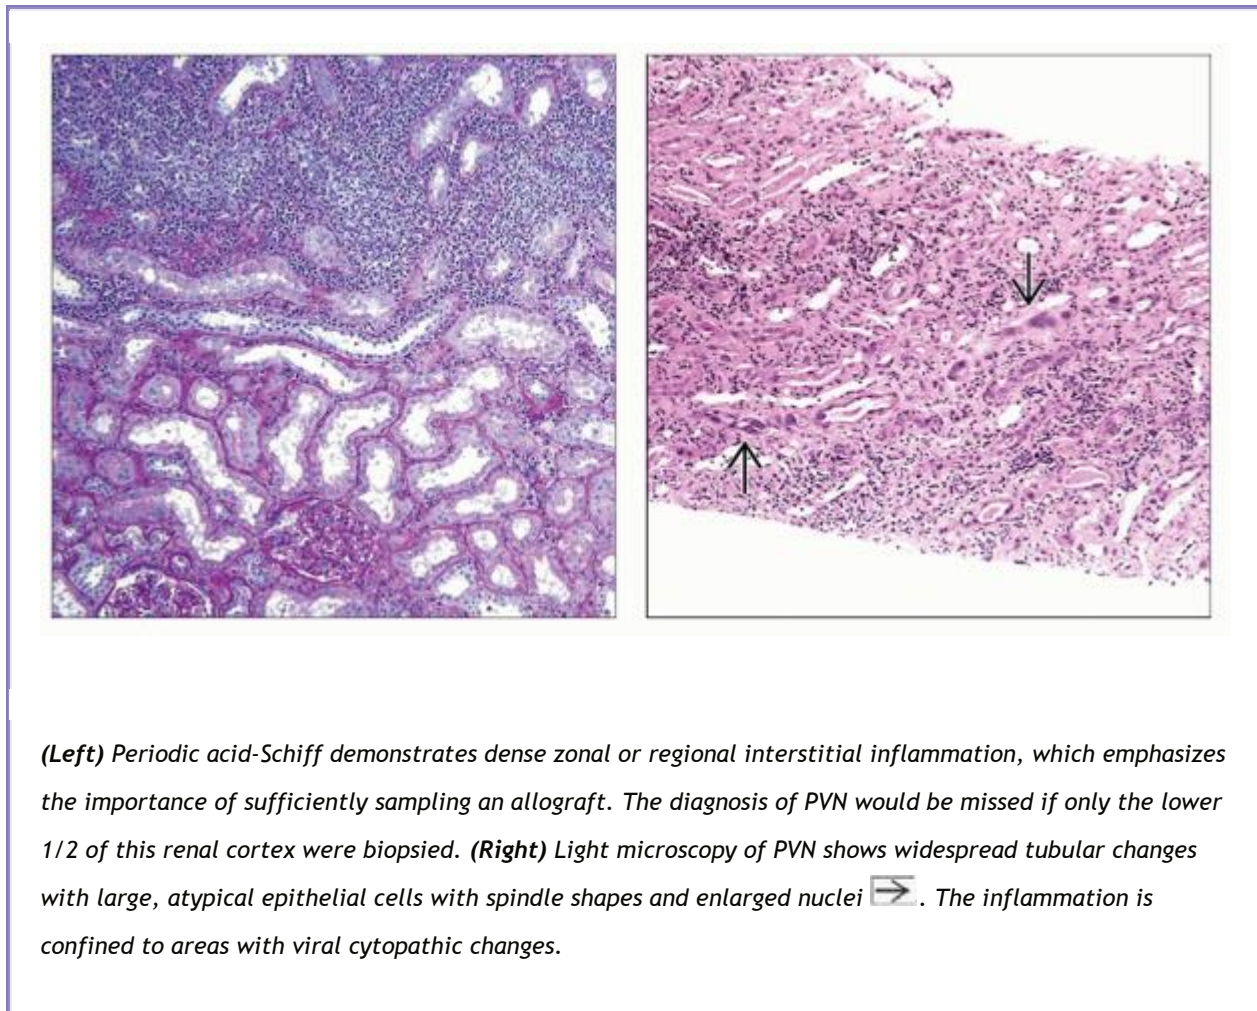 (Left) Periodic acid-Schiff demonstrates dense zonal or regional interstitial inflammation, which emphasizes
the importance of sufficiently sampling an allograft. The diagnosis of PVN would be missed if only the lower
1/2 of this renal cortex were biopsied. (Right) Light microscopy of PVN shows widespread tubular changes
with large, atypical epithelial cells with spindle shapes and enlarged nuclei . The inflammation is
confined to areas with viral cytopathic changes.